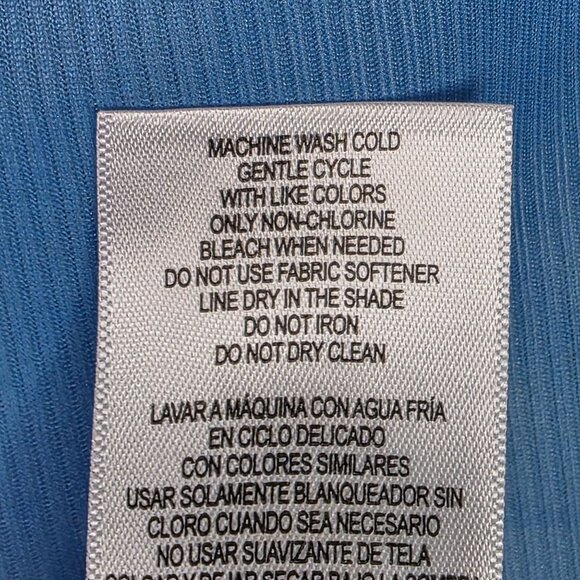 MACHINE WASH COLD
GENTLE CYCLE
WITH LIKE COLORS
ONLY NON-CHLORINE
BLEACH WHEN NEEDED
DO NOT USE FABRIC SOFTENER
LINE DRY IN THE SHADE
DO NOT IRON
DO NOT DRY CLEAN
LAVAR A MÁQUINA CON AGUA FRÍA
EN CICLO DELICADO
CON COLORES SIMILARES
USAR SOLAMENTE BLANQUEADOR SIN
CLORO CUANDO SEA NECESARIO
NO USAR SUAVIZANTE DE TELA